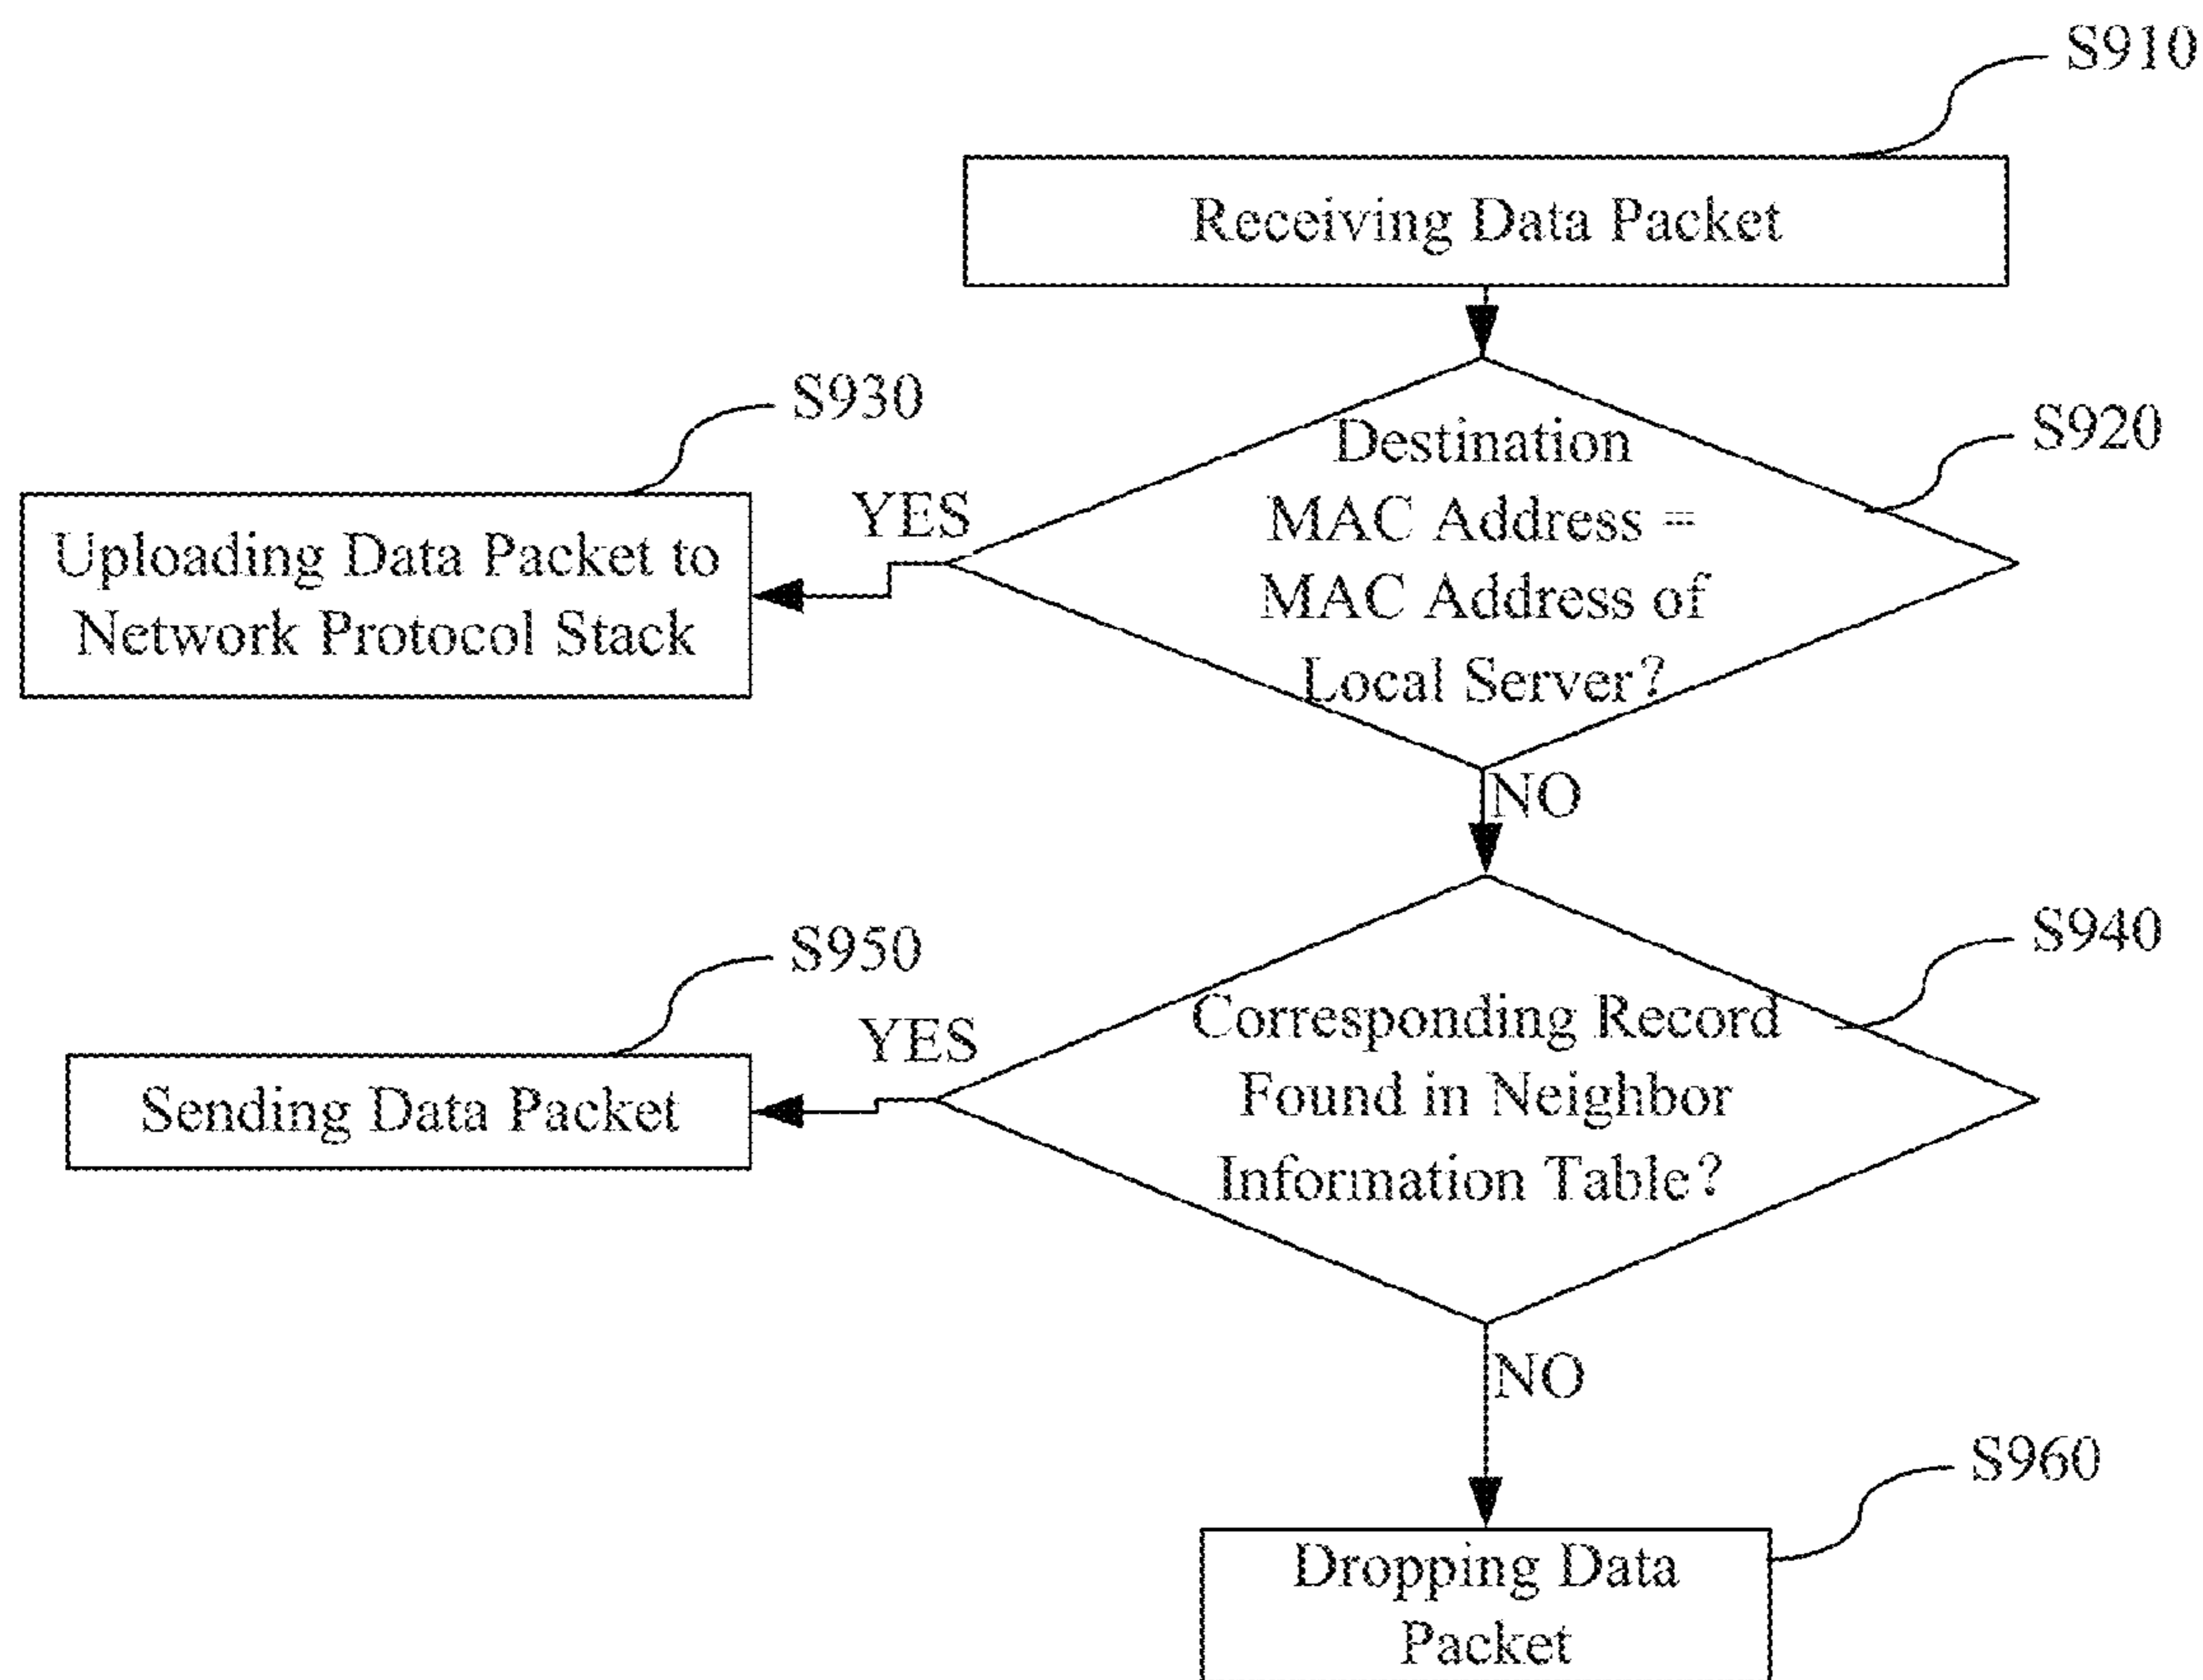 S910
Receiving Data Packet
S930
S920
Destination
MAC Address =
MAC Address of
Local Server?
YES
Uploading Data Packet to
Network Protocol Stack
NO
S950
S940
YES
Corresponding Record
Found in Neighbor
Information Table?
Sending Data Packet
NO
S960
Dropping Data
Packet